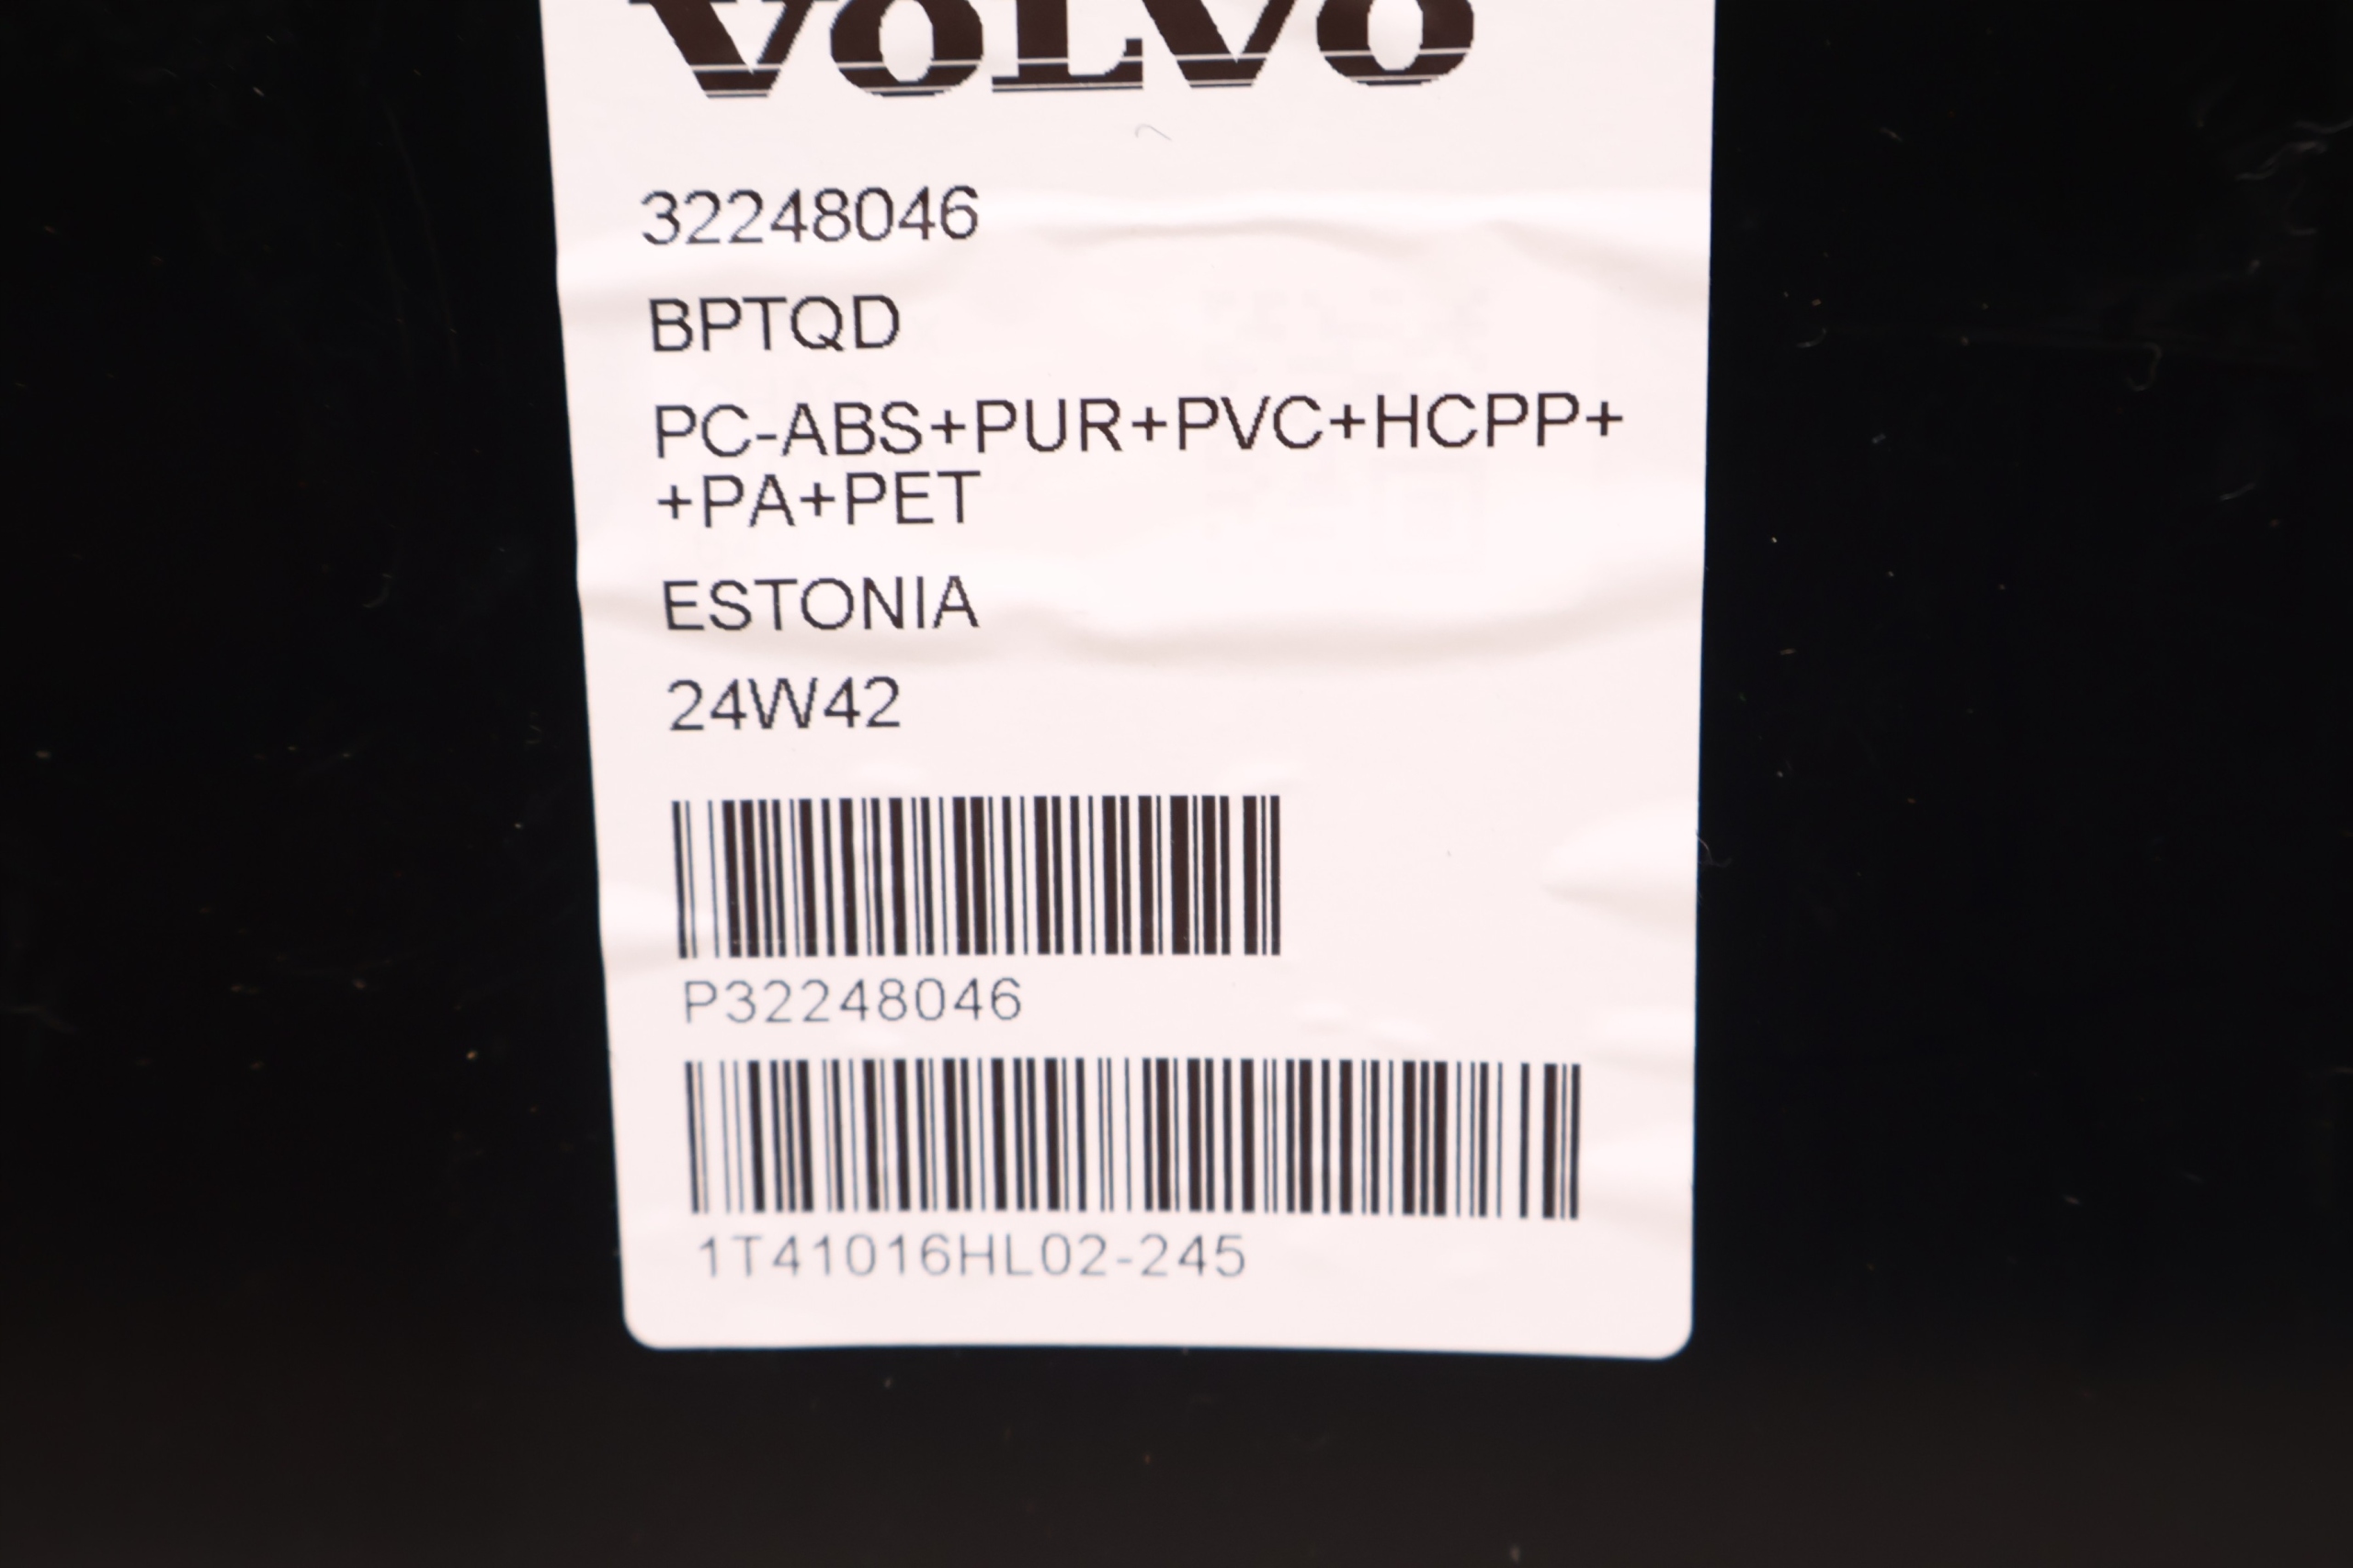 VOLVO
32248046
BPTQD
PC-ABS+PUR+PVC+HCPP+
+PA+PET
ESTONIA
24W42
P32248046
1T41016HL02-245